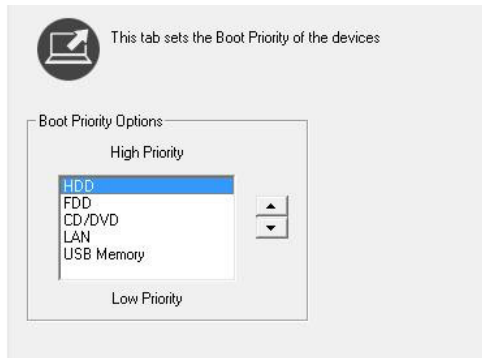 This tab sets the Boot Priority of the devices
Boot Priority Options
High Priority
HDD
FDD
CD/DVD
LAN
USB Memory
Low Priority